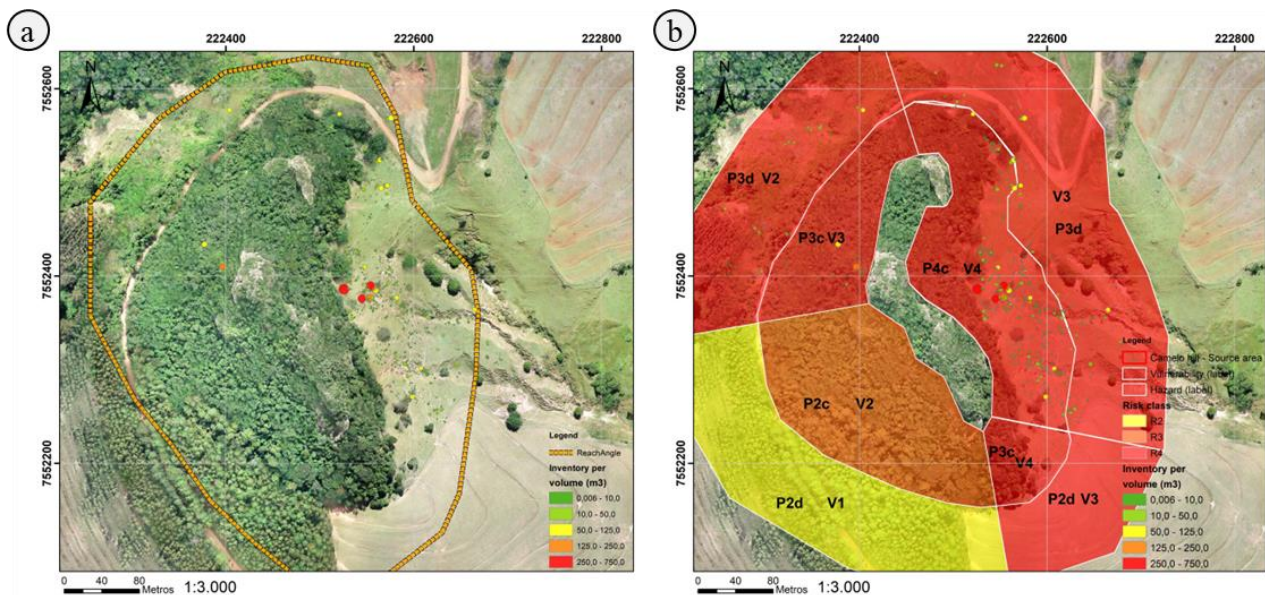 a
222400 222600 222800
N
7552600
7552400
7552200
Legend
ReachAngle
Inventory per
volume (m3)
0,006 - 10,0
10,0 - 50,0
50,0 - 125,0
125,0 - 250,0
250,0 - 750,0
0 40 80
Metros 1:3.000
b
222400 222600 222800
N
7552600
7552400
7552200
P3d V2
V3
P3d
P3c V3
P4c V4
P2c V2
P3c
V4
P2d V1
P2d V3
Legend
Camelo hill - Source area
Vulnerability (label)
Hazard (label)
Risk class
R2
R3
R4
Inventory per
volume (m3)
0,006 - 10,0
10,0 - 50,0
50,0 - 125,0
125,0 - 250,0
250,0 - 750,0
0 40 80
Metros 1:3.000